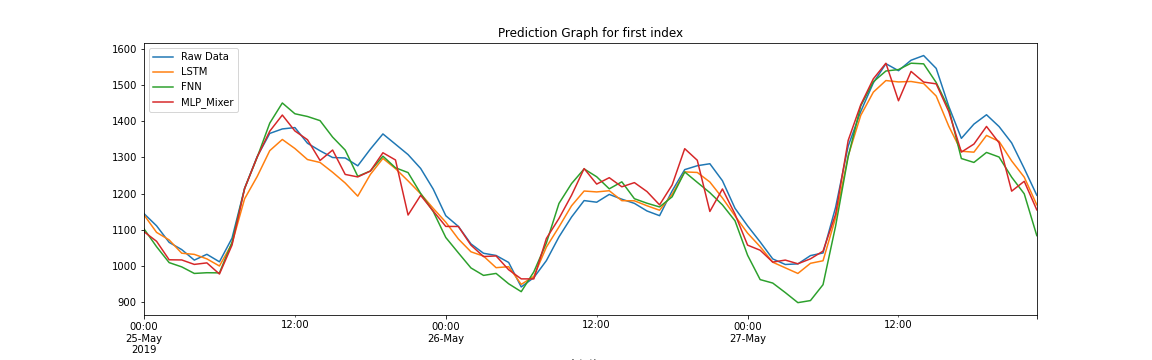 Prediction Graph for first index
1600
1500
1400
1300
1200
1100
1000
900
Raw Data
LSTM
FNN
MLP_Mixer
00:00 12:00 00:00 12:00 00:00 12:00
25-May 26-May 27-May
2019